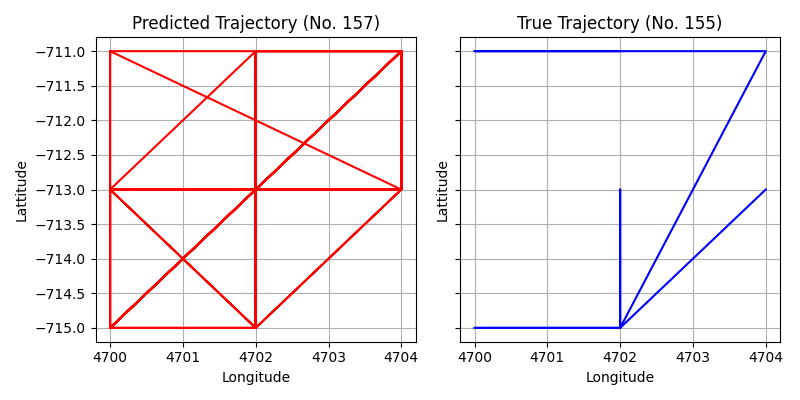 Predicted Trajectory (No. 157)
True Trajectory (No. 155)
−711.0
−711.5
−712.0
−712.5
−713.0
−713.5
−714.0
−714.5
−715.0
Lattitude
Lattitude
4700 4701 4702 4703 4704
4700 4701 4702 4703 4704
Longitude
Longitude